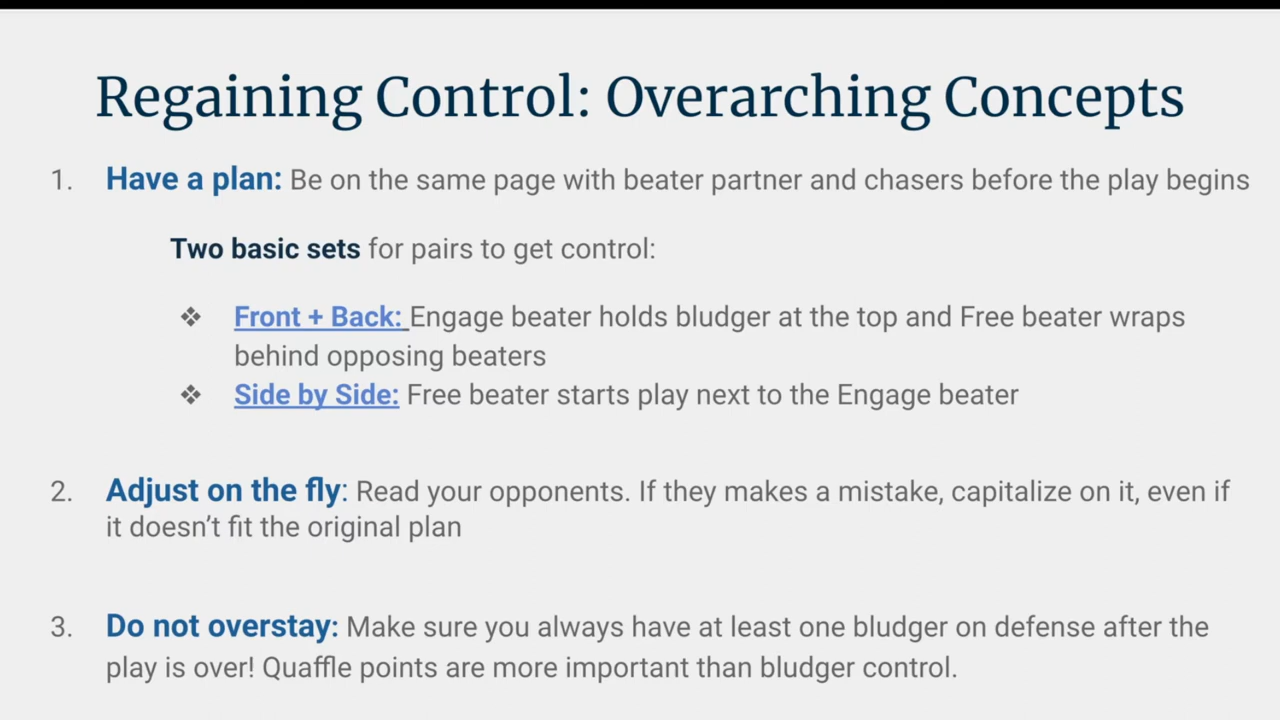 Regaining Control: Overarching Concepts
1. Have a plan: Be on the same page with beater partner and chasers before the play begins
Two basic sets for pairs to get control:
❖ Front + Back: Engage beater holds bludger at the top and Free beater wraps
behind opposing beaters
❖ Side by Side: Free beater starts play next to the Engage beater
2. Adjust on the fly: Read your opponents. If they makes a mistake, capitalize on it, even if
it doesn’t fit the original plan
3. Do not overstay: Make sure you always have at least one bludger on defense after the
play is over! Quaffle points are more important than bludger control.